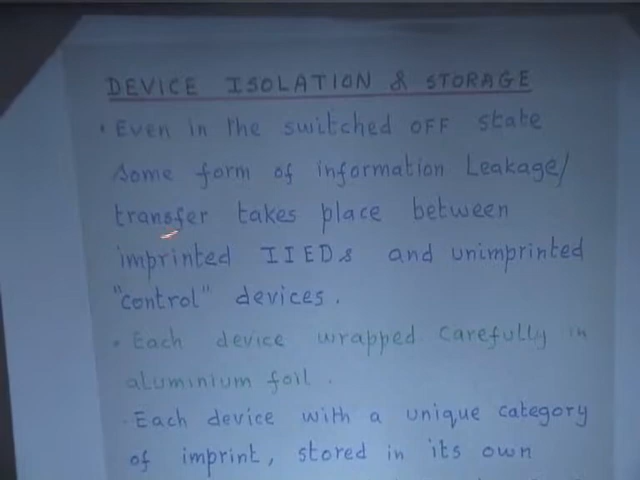 DEVICE ISOLATION & STORAGE
• Even in the switched OFF state
some form of information Leakage/
transfer takes place between
imprinted IIEDs and unimprinted
"control" devices.
• Each device wrapped carefully in
aluminium foil.
• Each device with a unique category
of imprint, stored in its own